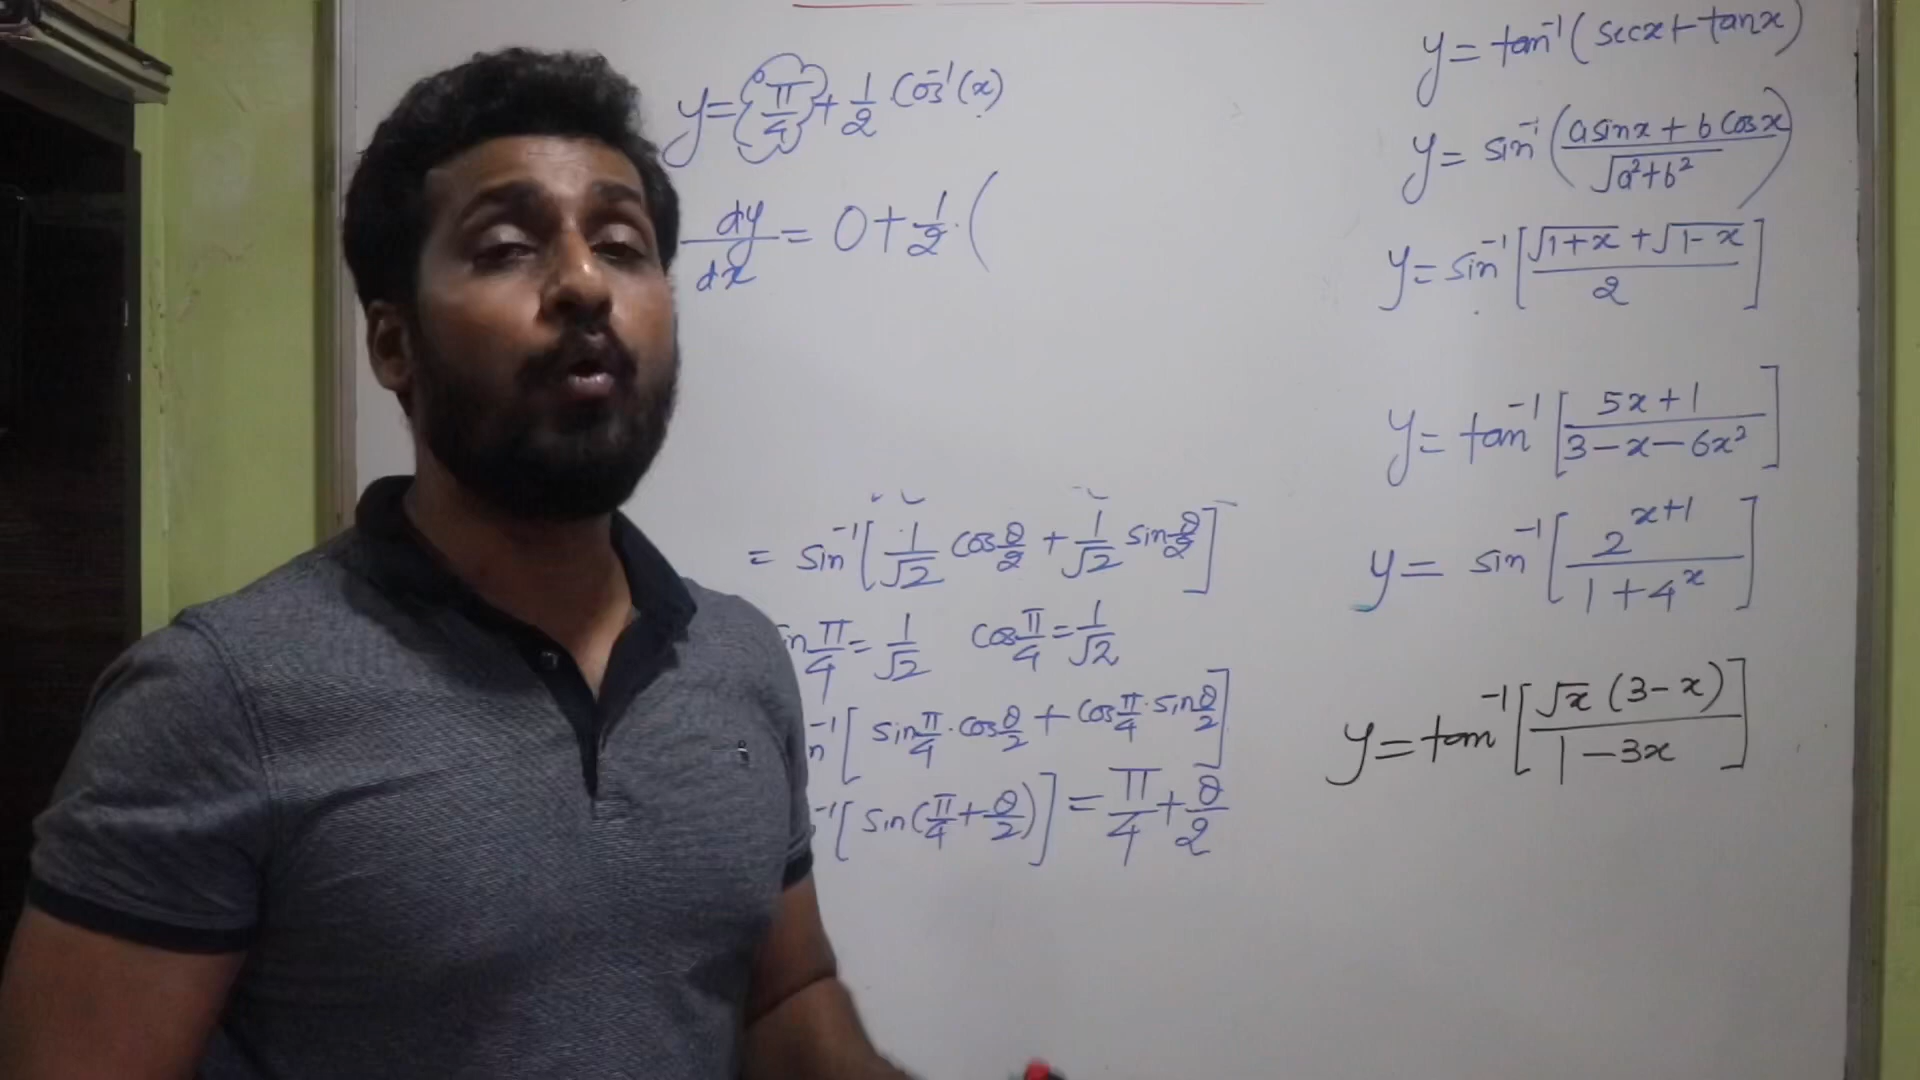 y = π/4 + 1/2 cos⁻¹(x)
dy/dx = 0 + 1/2 · (
= sin⁻¹[1/√2 cos θ/2 + 1/√2 sin θ/2]
n π/4 = 1/√2 cos π/4 = 1/√2
n⁻¹[sin π/4 · cos θ/2 + cos π/4 · sin θ/2]
⁻¹[sin(π/4 + θ/2)] = π/4 + θ/2
y = tan⁻¹(secx + tanx)
y = sin⁻¹(asinx + b cosx / √a²+b²)
y = sin⁻¹[√1+x + √1-x / 2]
y = tan⁻¹[5x+1 / 3-x-6x²]
y = sin⁻¹[2^x+1 / 1+4^x]
y = tan⁻¹[√x (3-x) / 1-3x]